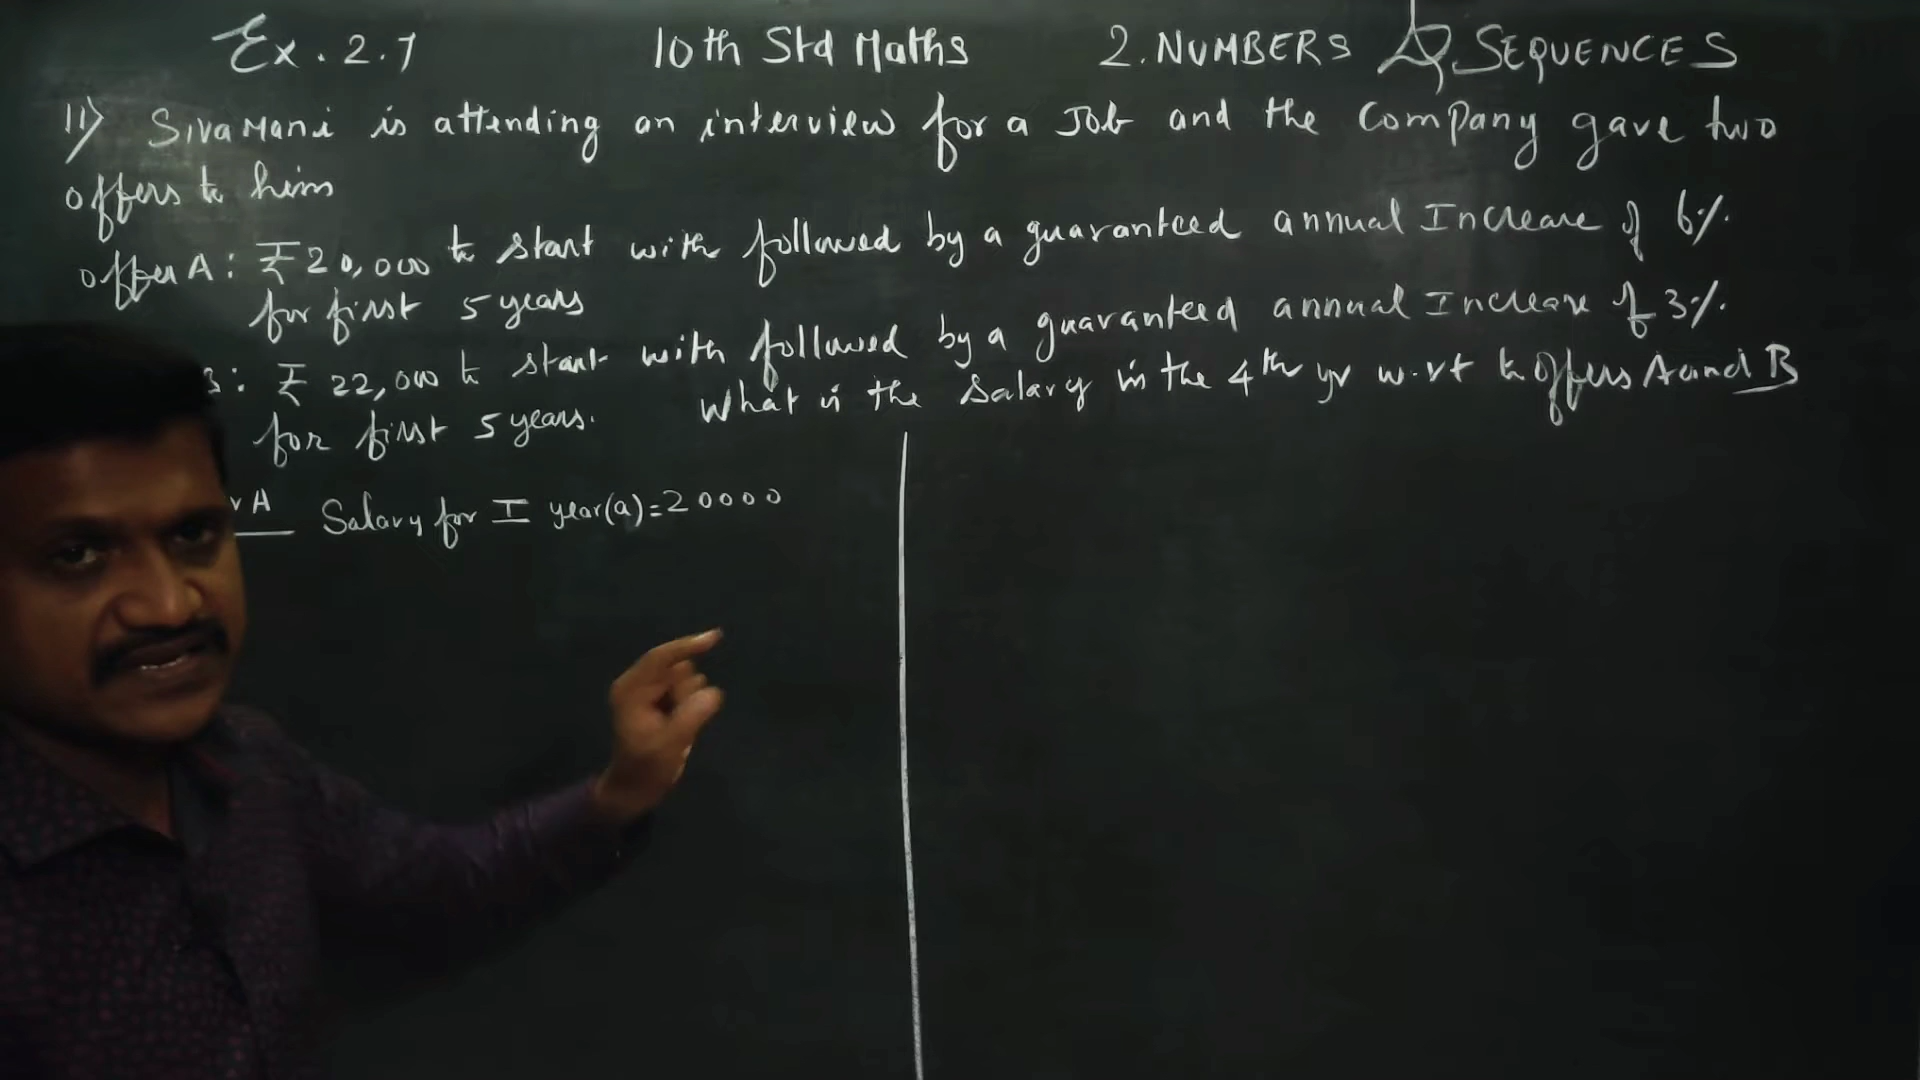 Ex. 2.7 10th Std Maths 2. NUMBERS & SEQUENCES
11) Sivamani is attending an interview for a Job and the Company gave two
offers to him
offer A: ₹20,000 to start with followed by a guaranteed annual Increase of 6%
for first 5 years
B: ₹ 22,000 to start with followed by a guaranteed annual Increase of 3%
for first 5 years. What is the Salary in the 4th yr w.r.t to Offers A and B
A Salary for I year(a)=20000